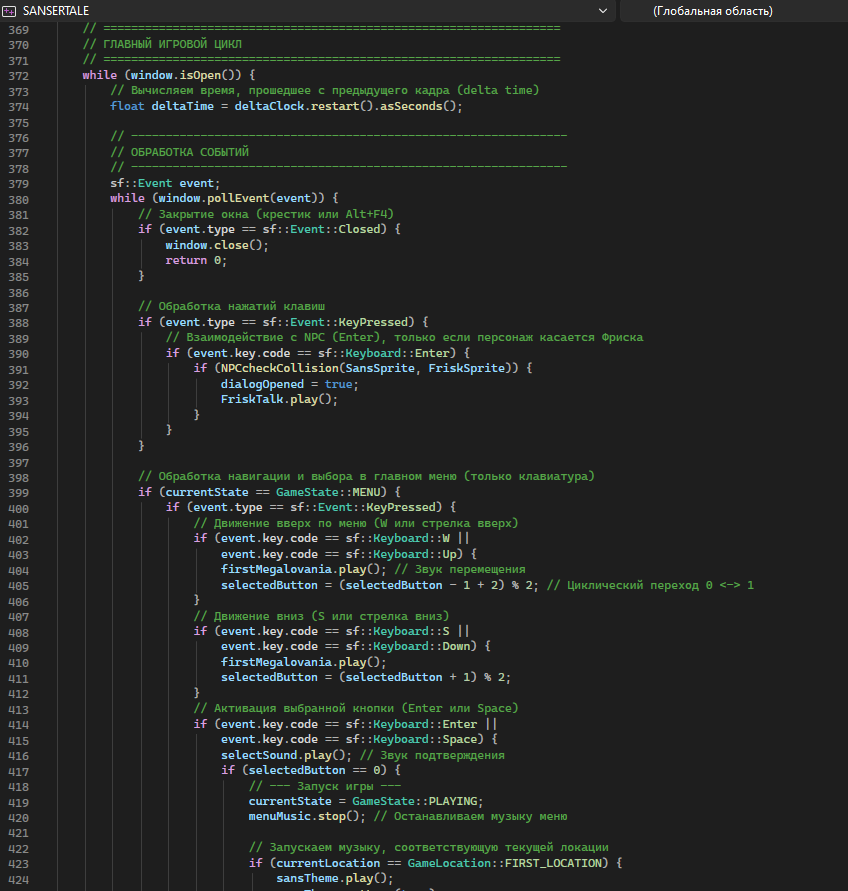 SANSERTALE (Глобальная область)
369 // ==================================================================
370 // ГЛАВНЫЙ ИГРОВОЙ ЦИКЛ
371 // ==================================================================
372 while (window.isOpen()) {
373 // Вычисляем время, прошедшее с предыдущего кадра (delta time)
374 float deltaTime = deltaClock.restart().asSeconds();
375
376 // ---------------------------------------------------------------
377 // ОБРАБОТКА СОБЫТИЙ
378 // ---------------------------------------------------------------
379 sf::Event event;
380 while (window.pollEvent(event)) {
381 // Закрытие окна (крестик или Alt+F4)
382 if (event.type == sf::Event::Closed) {
383 window.close();
384 return 0;
385 }
386
387 // Обработка нажатий клавиш
388 if (event.type == sf::Event::KeyPressed) {
389 // Взаимодействие с NPC (Enter), только если персонаж касается Фриска
390 if (event.key.code == sf::Keyboard::Enter) {
391 if (NPCcheckCollision(SansSprite, FriskSprite)) {
392 dialogOpened = true;
393 FriskTalk.play();
394 }
395 }
396 }
397
398 // Обработка навигации и выбора в главном меню (только клавиатура)
399 if (currentState == GameState::MENU) {
400 if (event.type == sf::Event::KeyPressed) {
401 // Движение вверх по меню (W или стрелка вверх)
402 if (event.key.code == sf::Keyboard::W ||
403 event.key.code == sf::Keyboard::Up) {
404 firstMegalovania.play(); // Звук перемещения
405 selectedButton = (selectedButton - 1 + 2) % 2; // Циклический переход 0 <-> 1
406 }
407 // Движение вниз (S или стрелка вниз)
408 if (event.key.code == sf::Keyboard::S ||
409 event.key.code == sf::Keyboard::Down) {
410 firstMegalovania.play();
411 selectedButton = (selectedButton + 1) % 2;
412 }
413 // Активация выбранной кнопки (Enter или Space)
414 if (event.key.code == sf::Keyboard::Enter ||
415 event.key.code == sf::Keyboard::Space) {
416 selectSound.play(); // Звук подтверждения
417 if (selectedButton == 0) {
418 // --- Запуск игры ---
419 currentState = GameState::PLAYING;
420 menuMusic.stop(); // Останавливаем музыку меню
421
422 // Запускаем музыку, соответствующую текущей локации
423 if (currentLocation == GameLocation::FIRST_LOCATION) {
424 sansTheme.play();